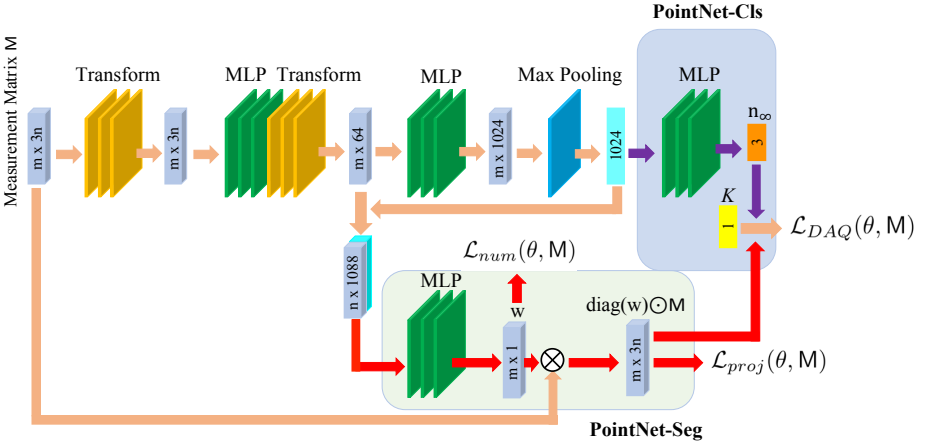 PointNet-Cls
Measurement Matrix M
Transform
MLP
Transform
MLP
Max Pooling
MLP
m x 3n
m x 3n
m x 64
m x 1024
1024
n∞
3
K
1
ℒDAQ(θ, M)
n x 1088
ℒnum(θ, M)
MLP
w
diag(w)⊙M
m x 1
⊗
m x 3n
ℒproj(θ, M)
PointNet-Seg